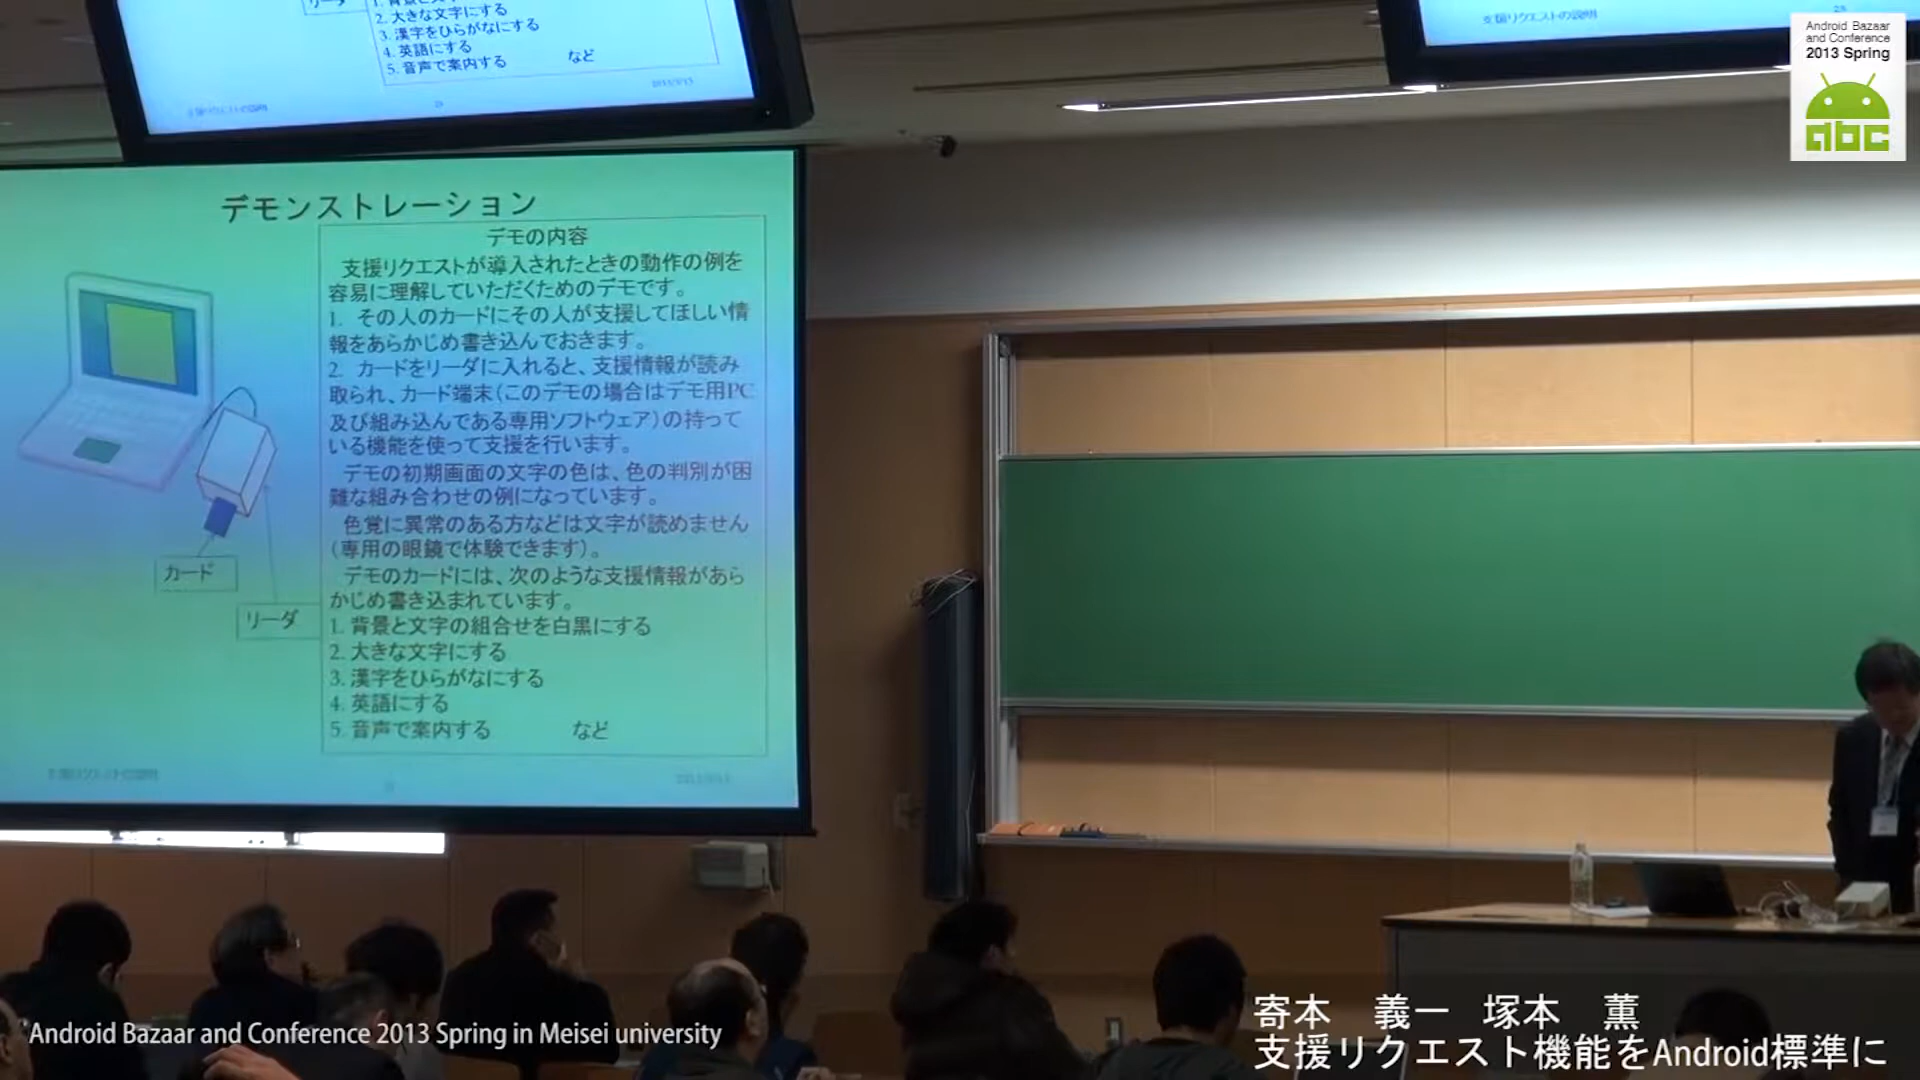 リーダ
2. 大きな文字にする
3. 漢字をひらがなにする
4. 英語にする
5. 音声で案内する など
支援リクエストの説明
Android Bazaar
and Conference
2013 Spring
abc
デモンストレーション
デモの内容
支援リクエストが導入されたときの動作の例を
容易に理解していただくためのデモです。
1. その人のカードにその人が支援してほしい情
報をあらかじめ書き込んでおきます。
2. カードをリーダに入れると、支援情報が読み
取られ、カード端末(このデモの場合はデモ用PC
及び組み込んである専用ソフトウェア)の持って
いる機能を使って支援を行います。
デモの初期画面の文字の色は、色の判別が困
難な組み合わせの例になっています。
色覚に異常のある方などは文字が読めません
(専用の眼鏡で体験できます)。
デモのカードには、次のような支援情報があら
かじめ書き込まれています。
1. 背景と文字の組合せを白黒にする
2. 大きな文字にする
3. 漢字をひらがなにする
4. 英語にする
5. 音声で案内する など
カード
リーダ
Android Bazaar and Conference 2013 Spring in Meisei university
寄本 義一 塚本 薫
支援リクエスト機能をAndroid標準に